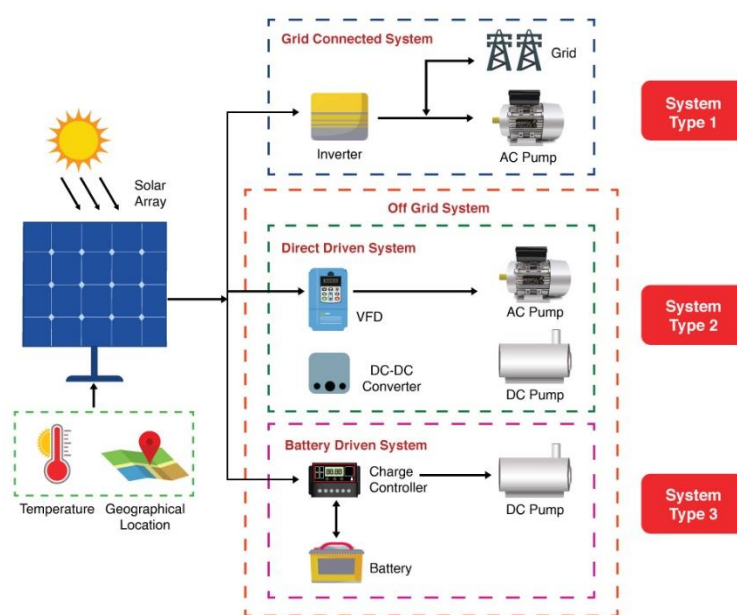 Grid Connected System
Grid
Inverter
AC Pump
System
Type 1
Solar
Array
Off Grid System
Direct Driven System
VFD
AC Pump
DC-DC
Converter
DC Pump
System
Type 2
Temperature
Geographical
Location
Battery Driven System
Charge
Controller
DC Pump
Battery
System
Type 3